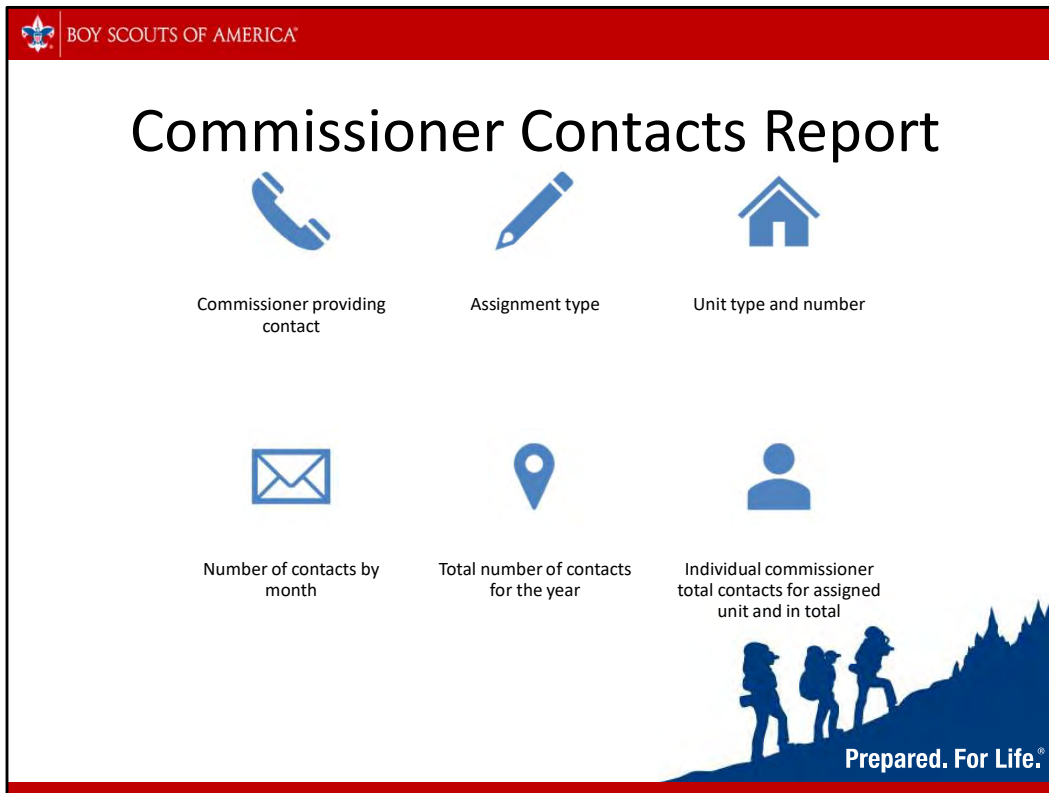 BOY SCOUTS OF AMERICA®
Commissioner Contacts Report
Commissioner providing
contact
Assignment type
Unit type and number
Number of contacts by
month
Total number of contacts
for the year
Individual commissioner
total contacts for assigned
unit and in total
Prepared. For Life.®